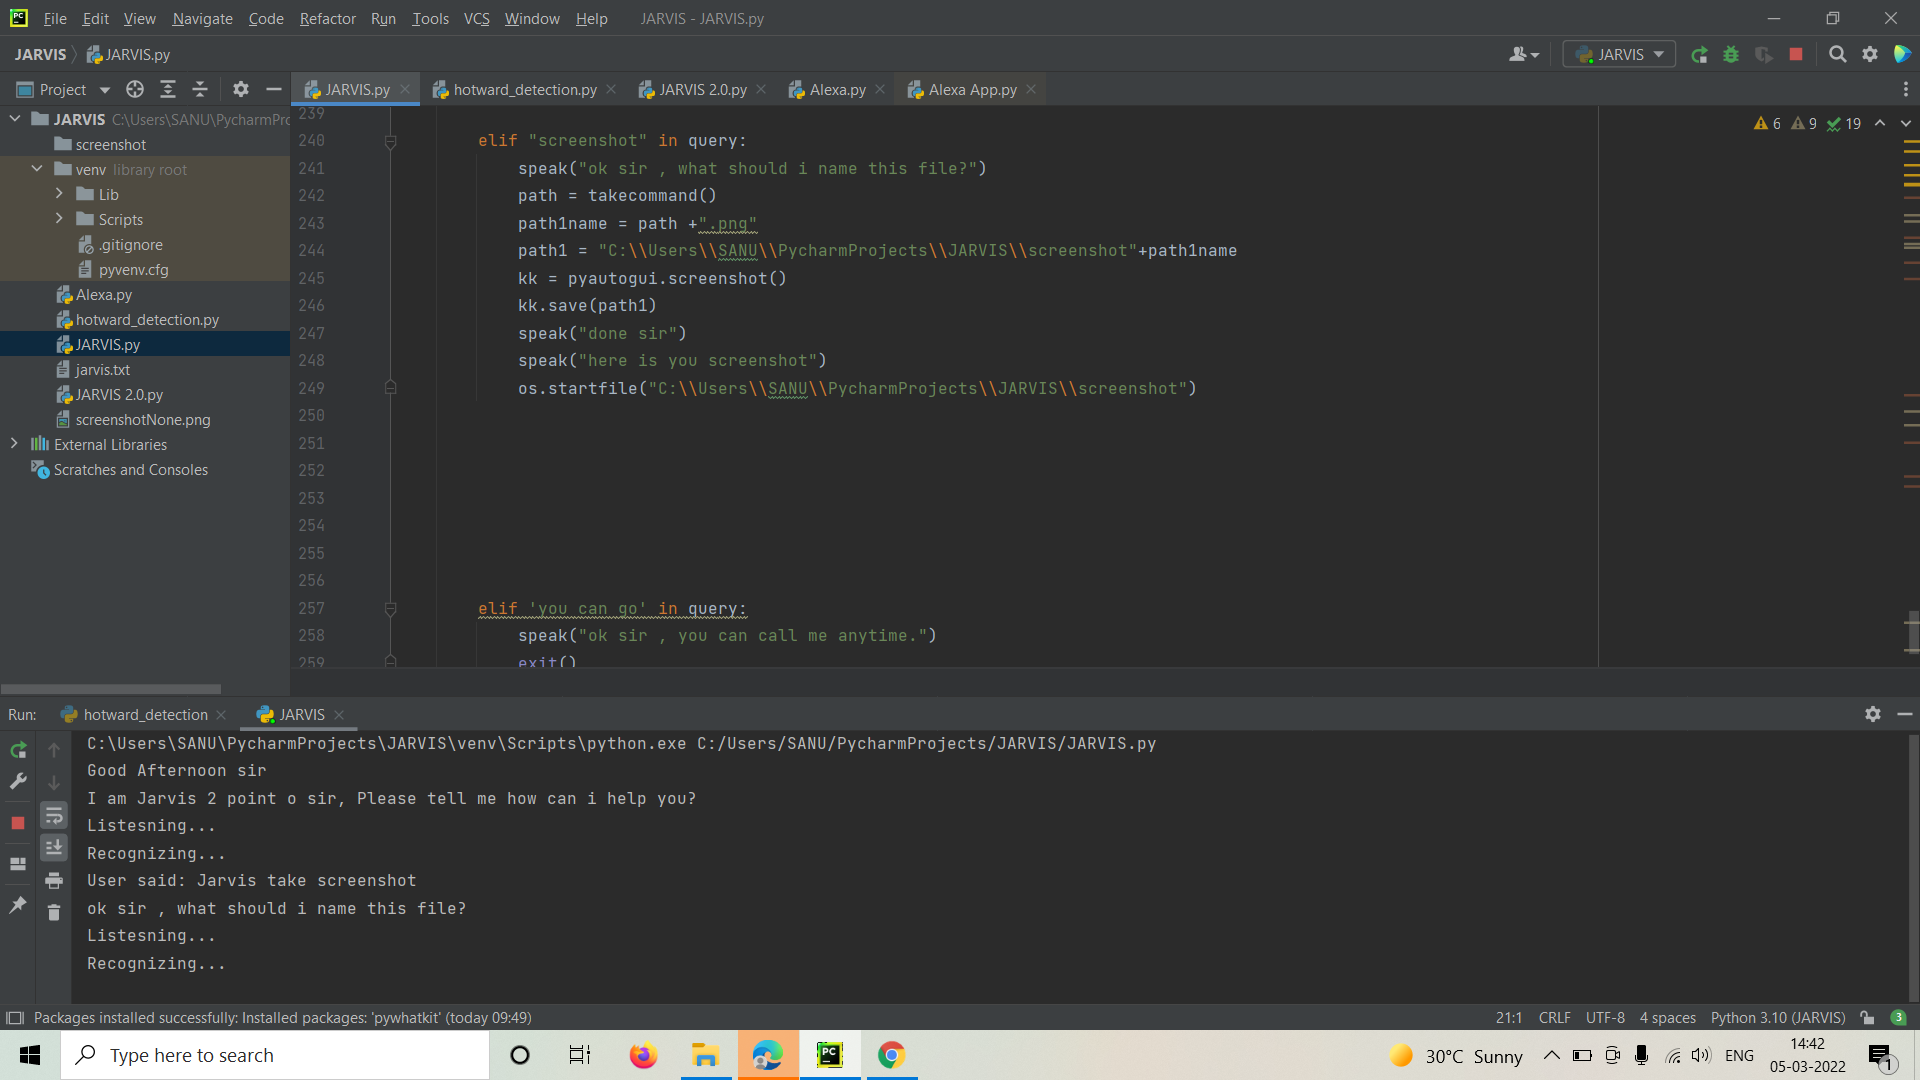 File Edit View Navigate Code Refactor Run Tools VCS Window Help JARVIS - JARVIS.py
JARVIS JARVIS.py JARVIS
Project JARVIS.py hotward_detection.py JARVIS 2.0.py Alexa.py Alexa App.py
JARVIS C:\Users\SANU\PycharmPro
screenshot
venv library root
Lib
Scripts
.gitignore
pyvenv.cfg
Alexa.py
hotward_detection.py
JARVIS.py
jarvis.txt
JARVIS 2.0.py
screenshotNone.png
External Libraries
Scratches and Consoles
6 9 19
239
240 elif "screenshot" in query:
241 speak("ok sir , what should i name this file?")
242 path = takecommand()
243 path1name = path +".png"
244 path1 = "C:\\Users\\SANU\\PycharmProjects\\JARVIS\\screenshot"+path1name
245 kk = pyautogui.screenshot()
246 kk.save(path1)
247 speak("done sir")
248 speak("here is you screenshot")
249 os.startfile("C:\\Users\\SANU\\PycharmProjects\\JARVIS\\screenshot")
250
251
252
253
254
255
256
257 elif 'you can go' in query:
258 speak("ok sir , you can call me anytime.")
259 exit()
Run: hotward_detection JARVIS
C:\Users\SANU\PycharmProjects\JARVIS\venv\Scripts\python.exe C:/Users/SANU/PycharmProjects/JARVIS/JARVIS.py
Good Afternoon sir
I am Jarvis 2 point o sir, Please tell me how can i help you?
Listesning...
Recognizing...
User said: Jarvis take screenshot
ok sir , what should i name this file?
Listesning...
Recognizing...
Packages installed successfully: Installed packages: 'pywhatkit' (today 09:49) 21:1 CRLF UTF-8 4 spaces Python 3.10 (JARVIS) 3
Type here to search 30°C Sunny ENG 14:42
05-03-2022 1